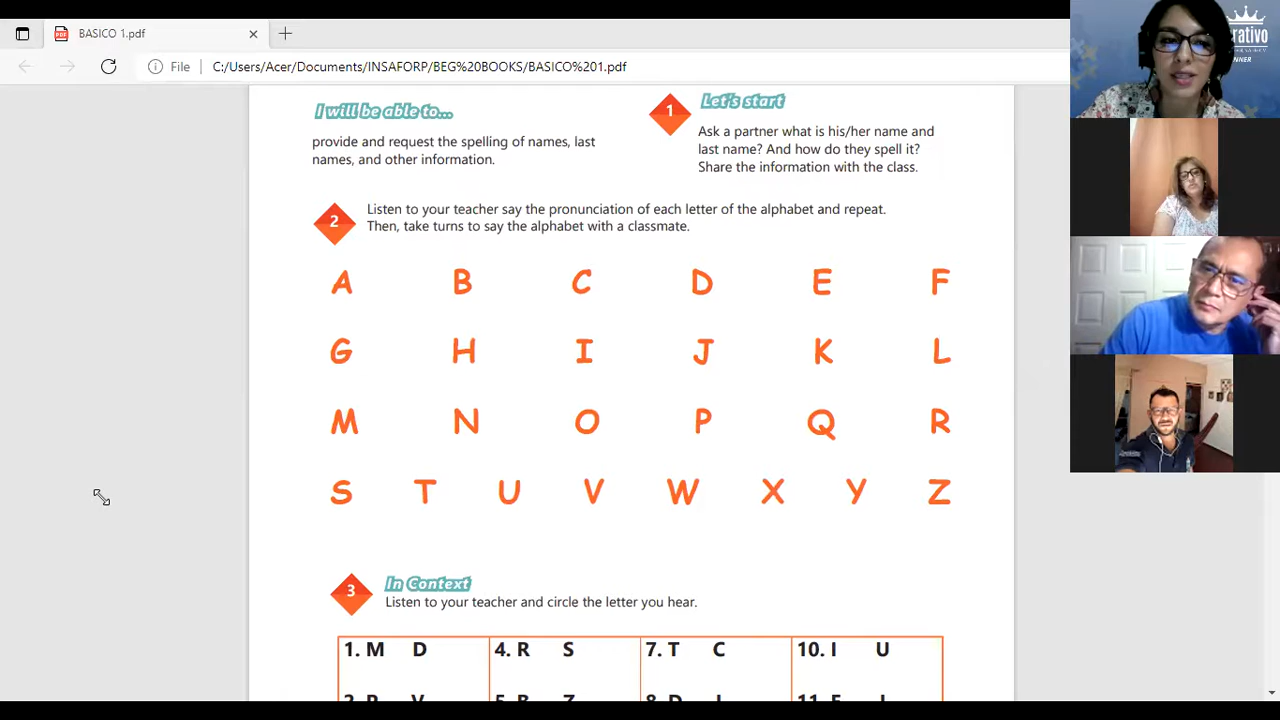 BASICO 1.pdf
File
C:/Users/Acer/Documents/INSAFORP/BEG%20BOOKS/BASICO%201.pdf
I will be able to...
provide and request the spelling of names, last
names, and other information.
1
Let's start
Ask a partner what is his/her name and
last name? And how do they spell it?
Share the information with the class.
2
Listen to your teacher say the pronunciation of each letter of the alphabet and repeat.
Then, take turns to say the alphabet with a classmate.
A B C D E F
G H I J K L
M N O P Q R
S T U V W X Y Z
3
In Context
Listen to your teacher and circle the letter you hear.
1. M D 4. R S 7. T C 10. I U